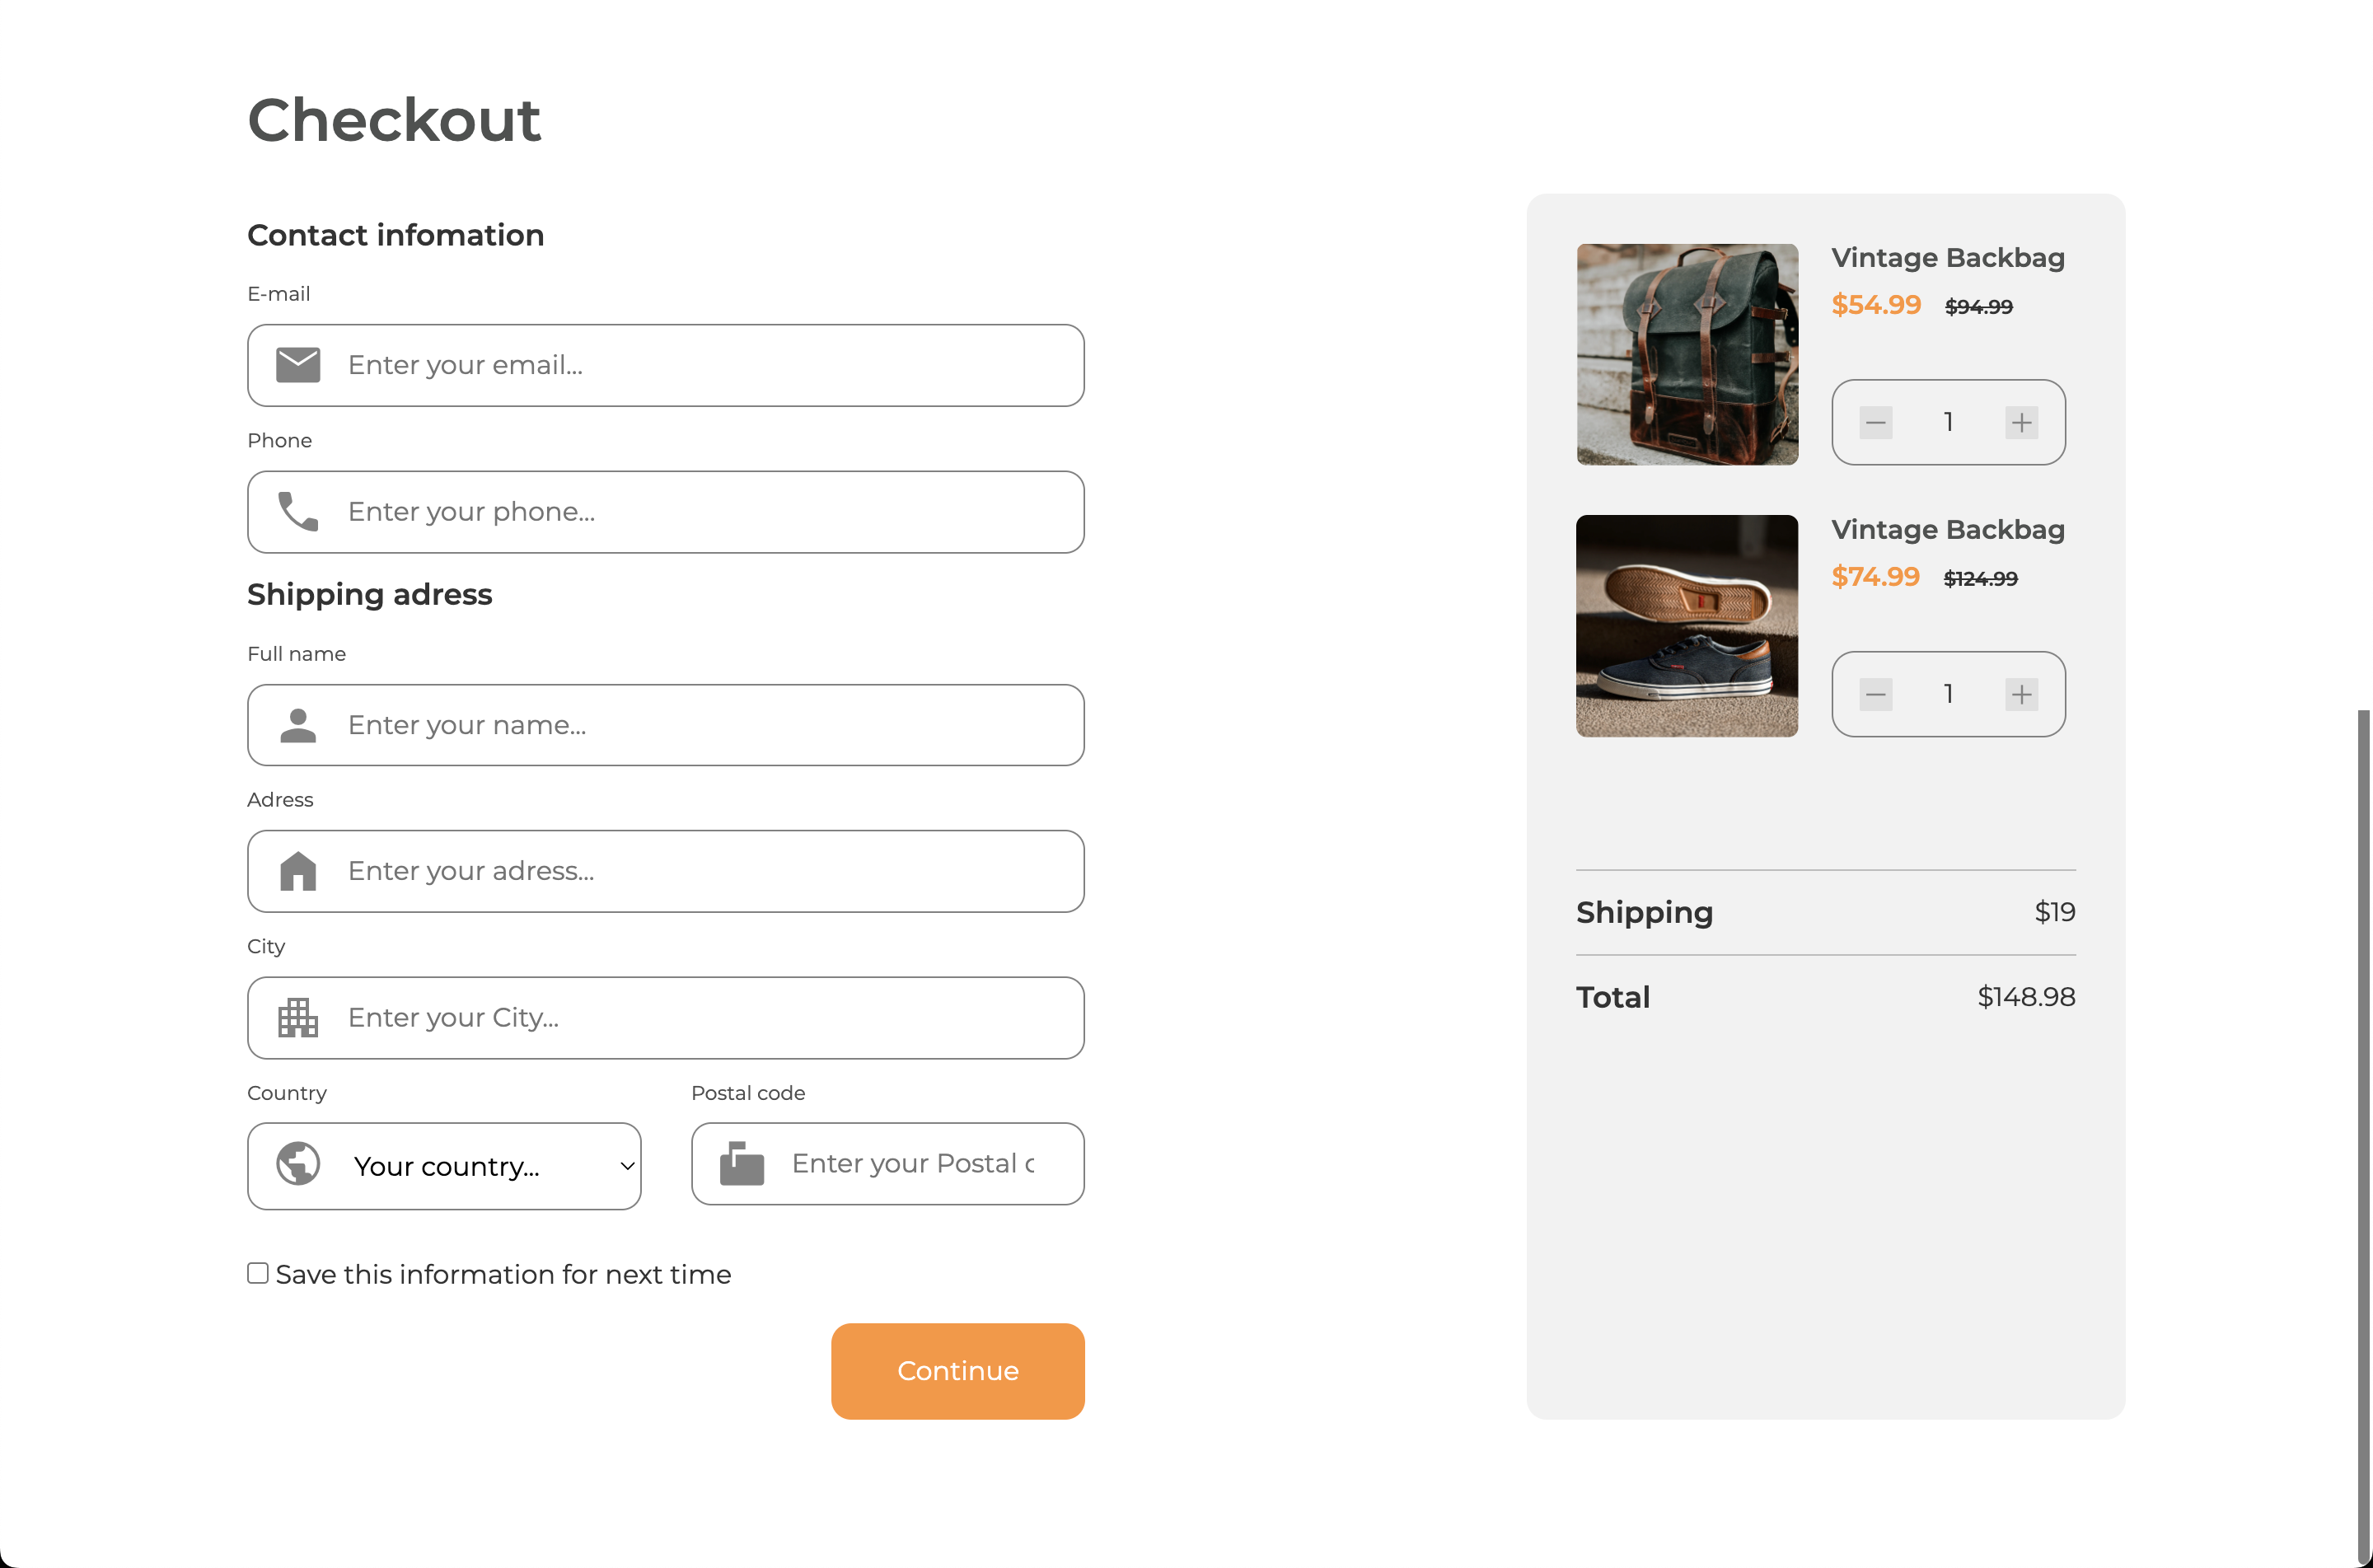 Checkout
Contact infomation
E-mail
Enter your email...
Phone
Enter your phone...
Shipping adress
Full name
Enter your name...
Adress
Enter your adress...
City
Enter your City...
Country
Your country...
Postal code
Enter your Postal c
Save this information for next time
Continue
Vintage Backbag
$54.99 $94.99
1
Vintage Backbag
$74.99 $124.99
1
Shipping $19
Total $148.98